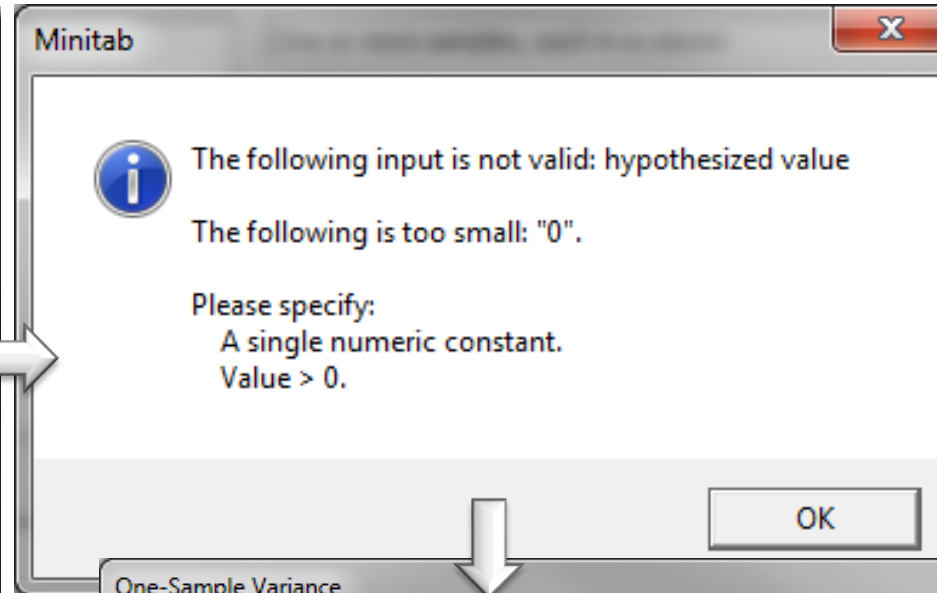 Minitab
The following input is not valid: hypothesized value
The following is too small: "0".
Please specify:
A single numeric constant.
Value > 0.
OK
One-Sample Variance